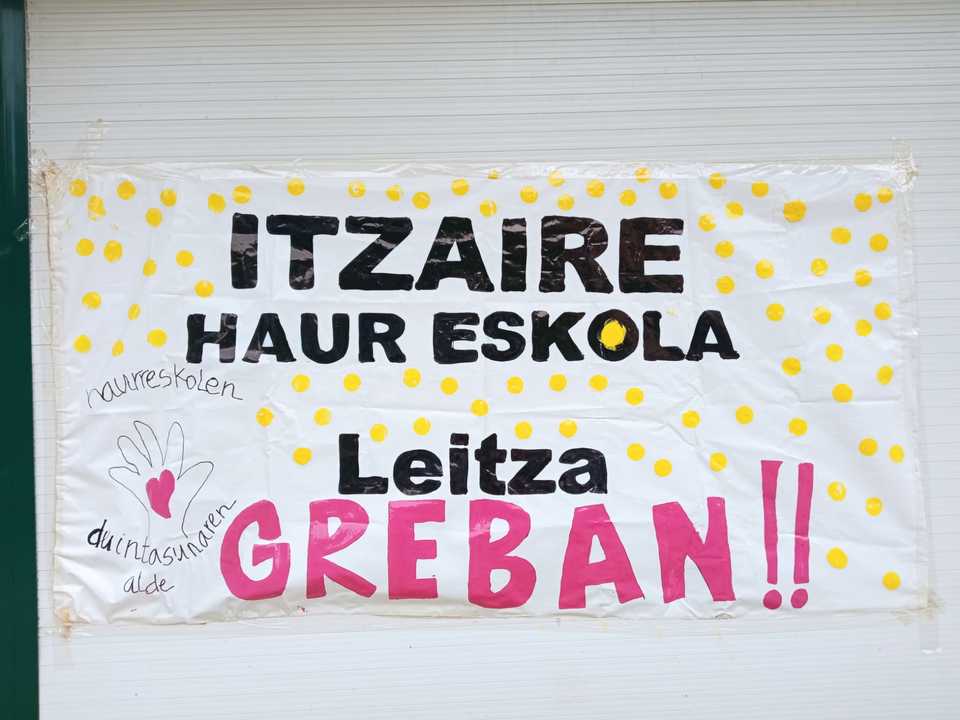 ITZAIRE
HAUR ESKOLA
haurreskolen
duintasunaren
alde
Leitza
GREBAN!!